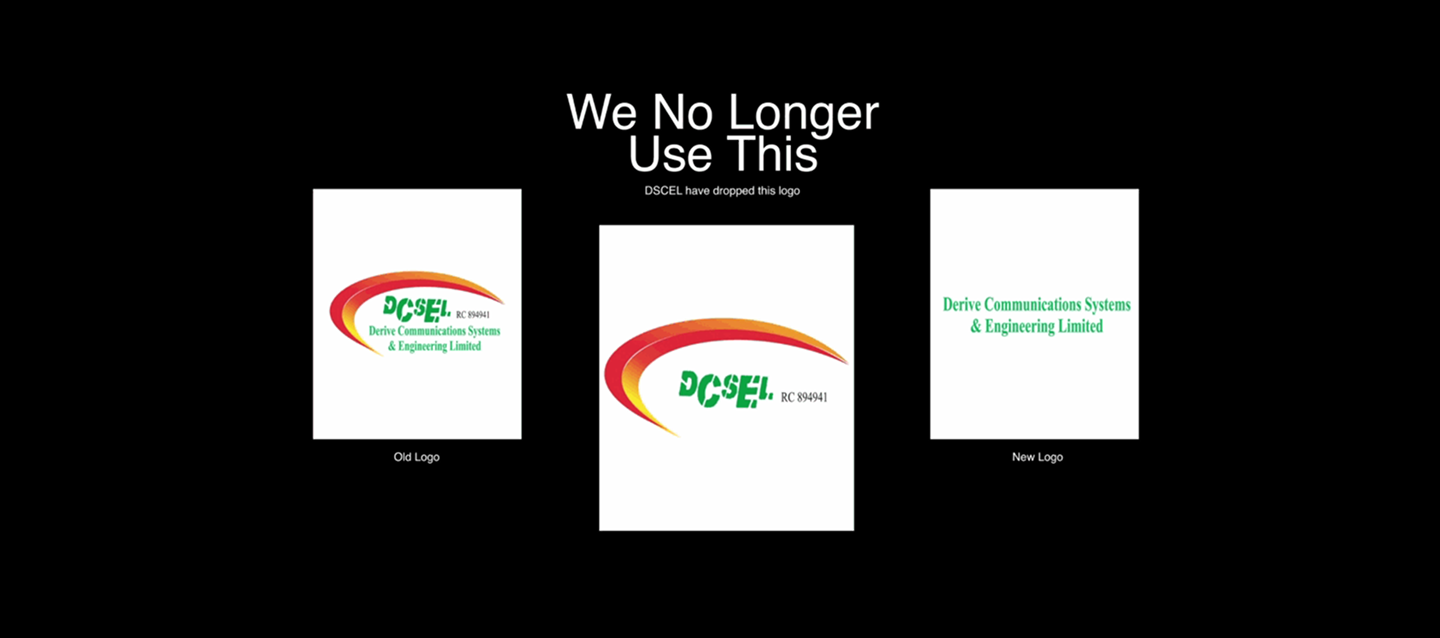 We No Longer
Use This
DSCEL have dropped this logo
DCSEL RC 894941
Derive Communications Systems
& Engineering Limited
Old Logo
DCSEL RC 894941
Derive Communications Systems
& Engineering Limited
New Logo